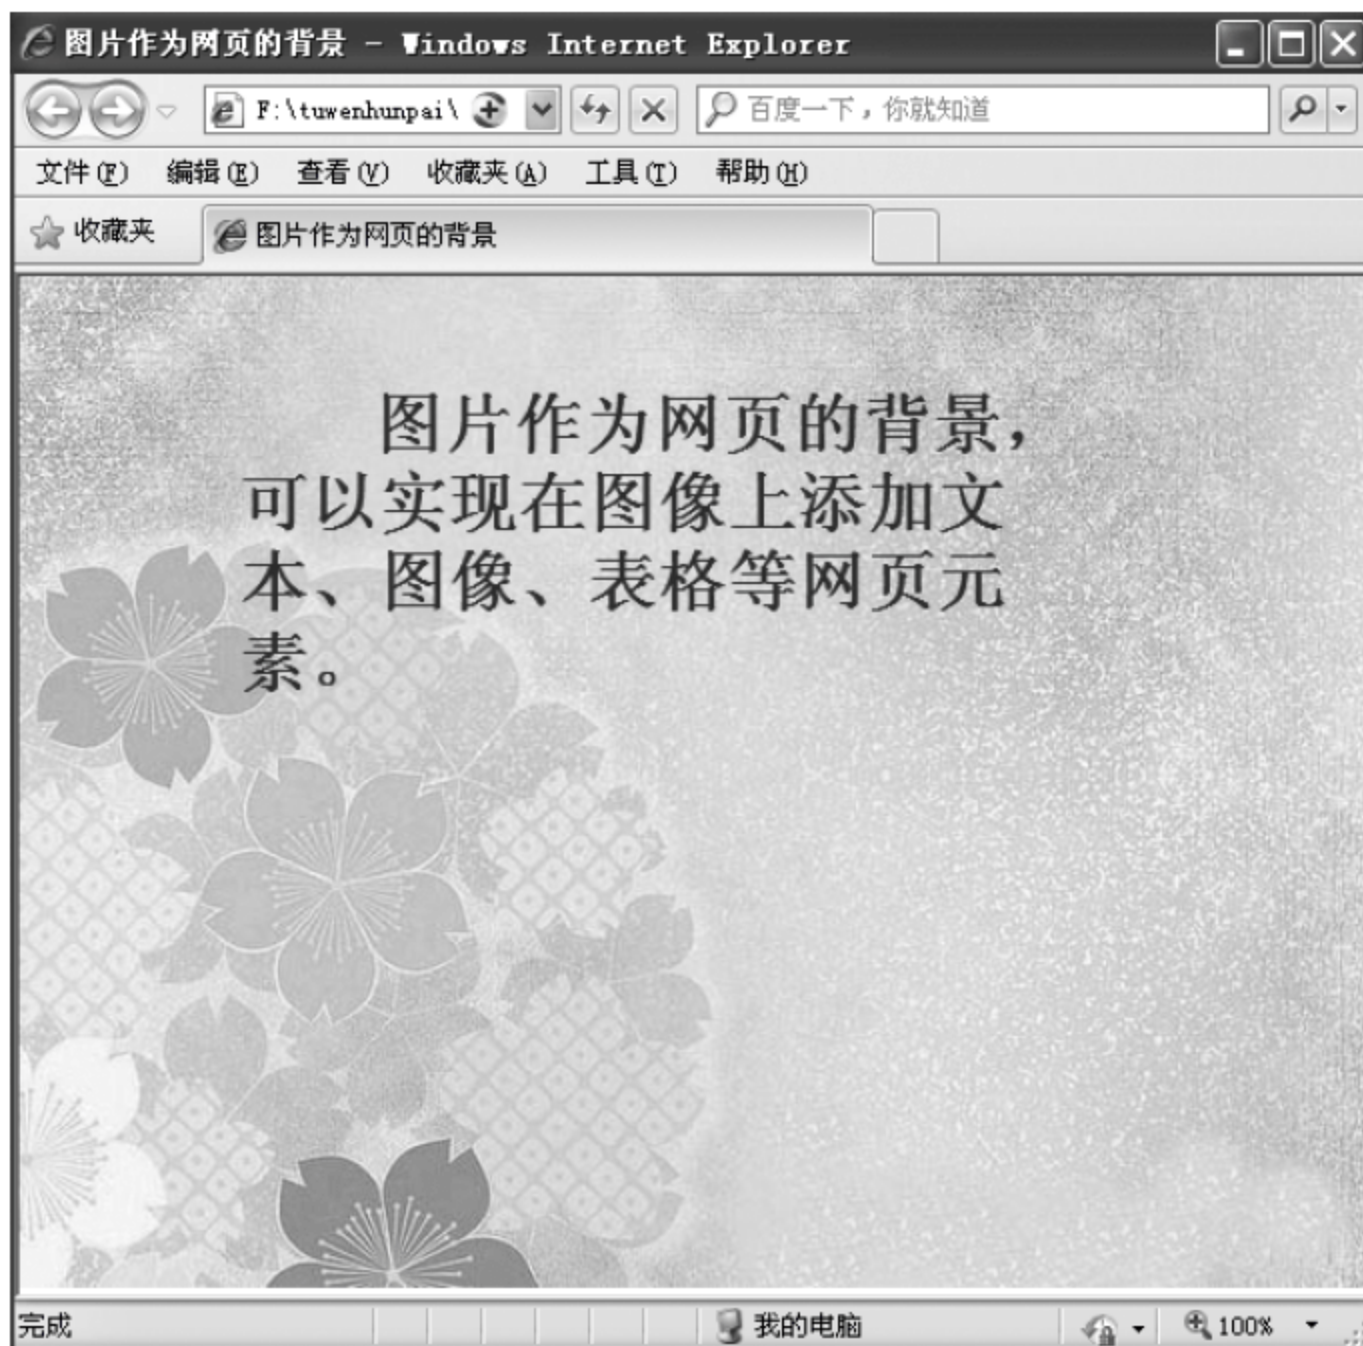 图片作为网页的背景 - Windows Internet Explorer
F:\tuwenhunpai\
百度一下，你就知道
文件(F) 编辑(E) 查看(V) 收藏夹(A) 工具(T) 帮助(H)
收藏夹 图片作为网页的背景
图片作为网页的背景，
可以实现在图像上添加文
本、图像、表格等网页元
素。
完成 我的电脑 100%